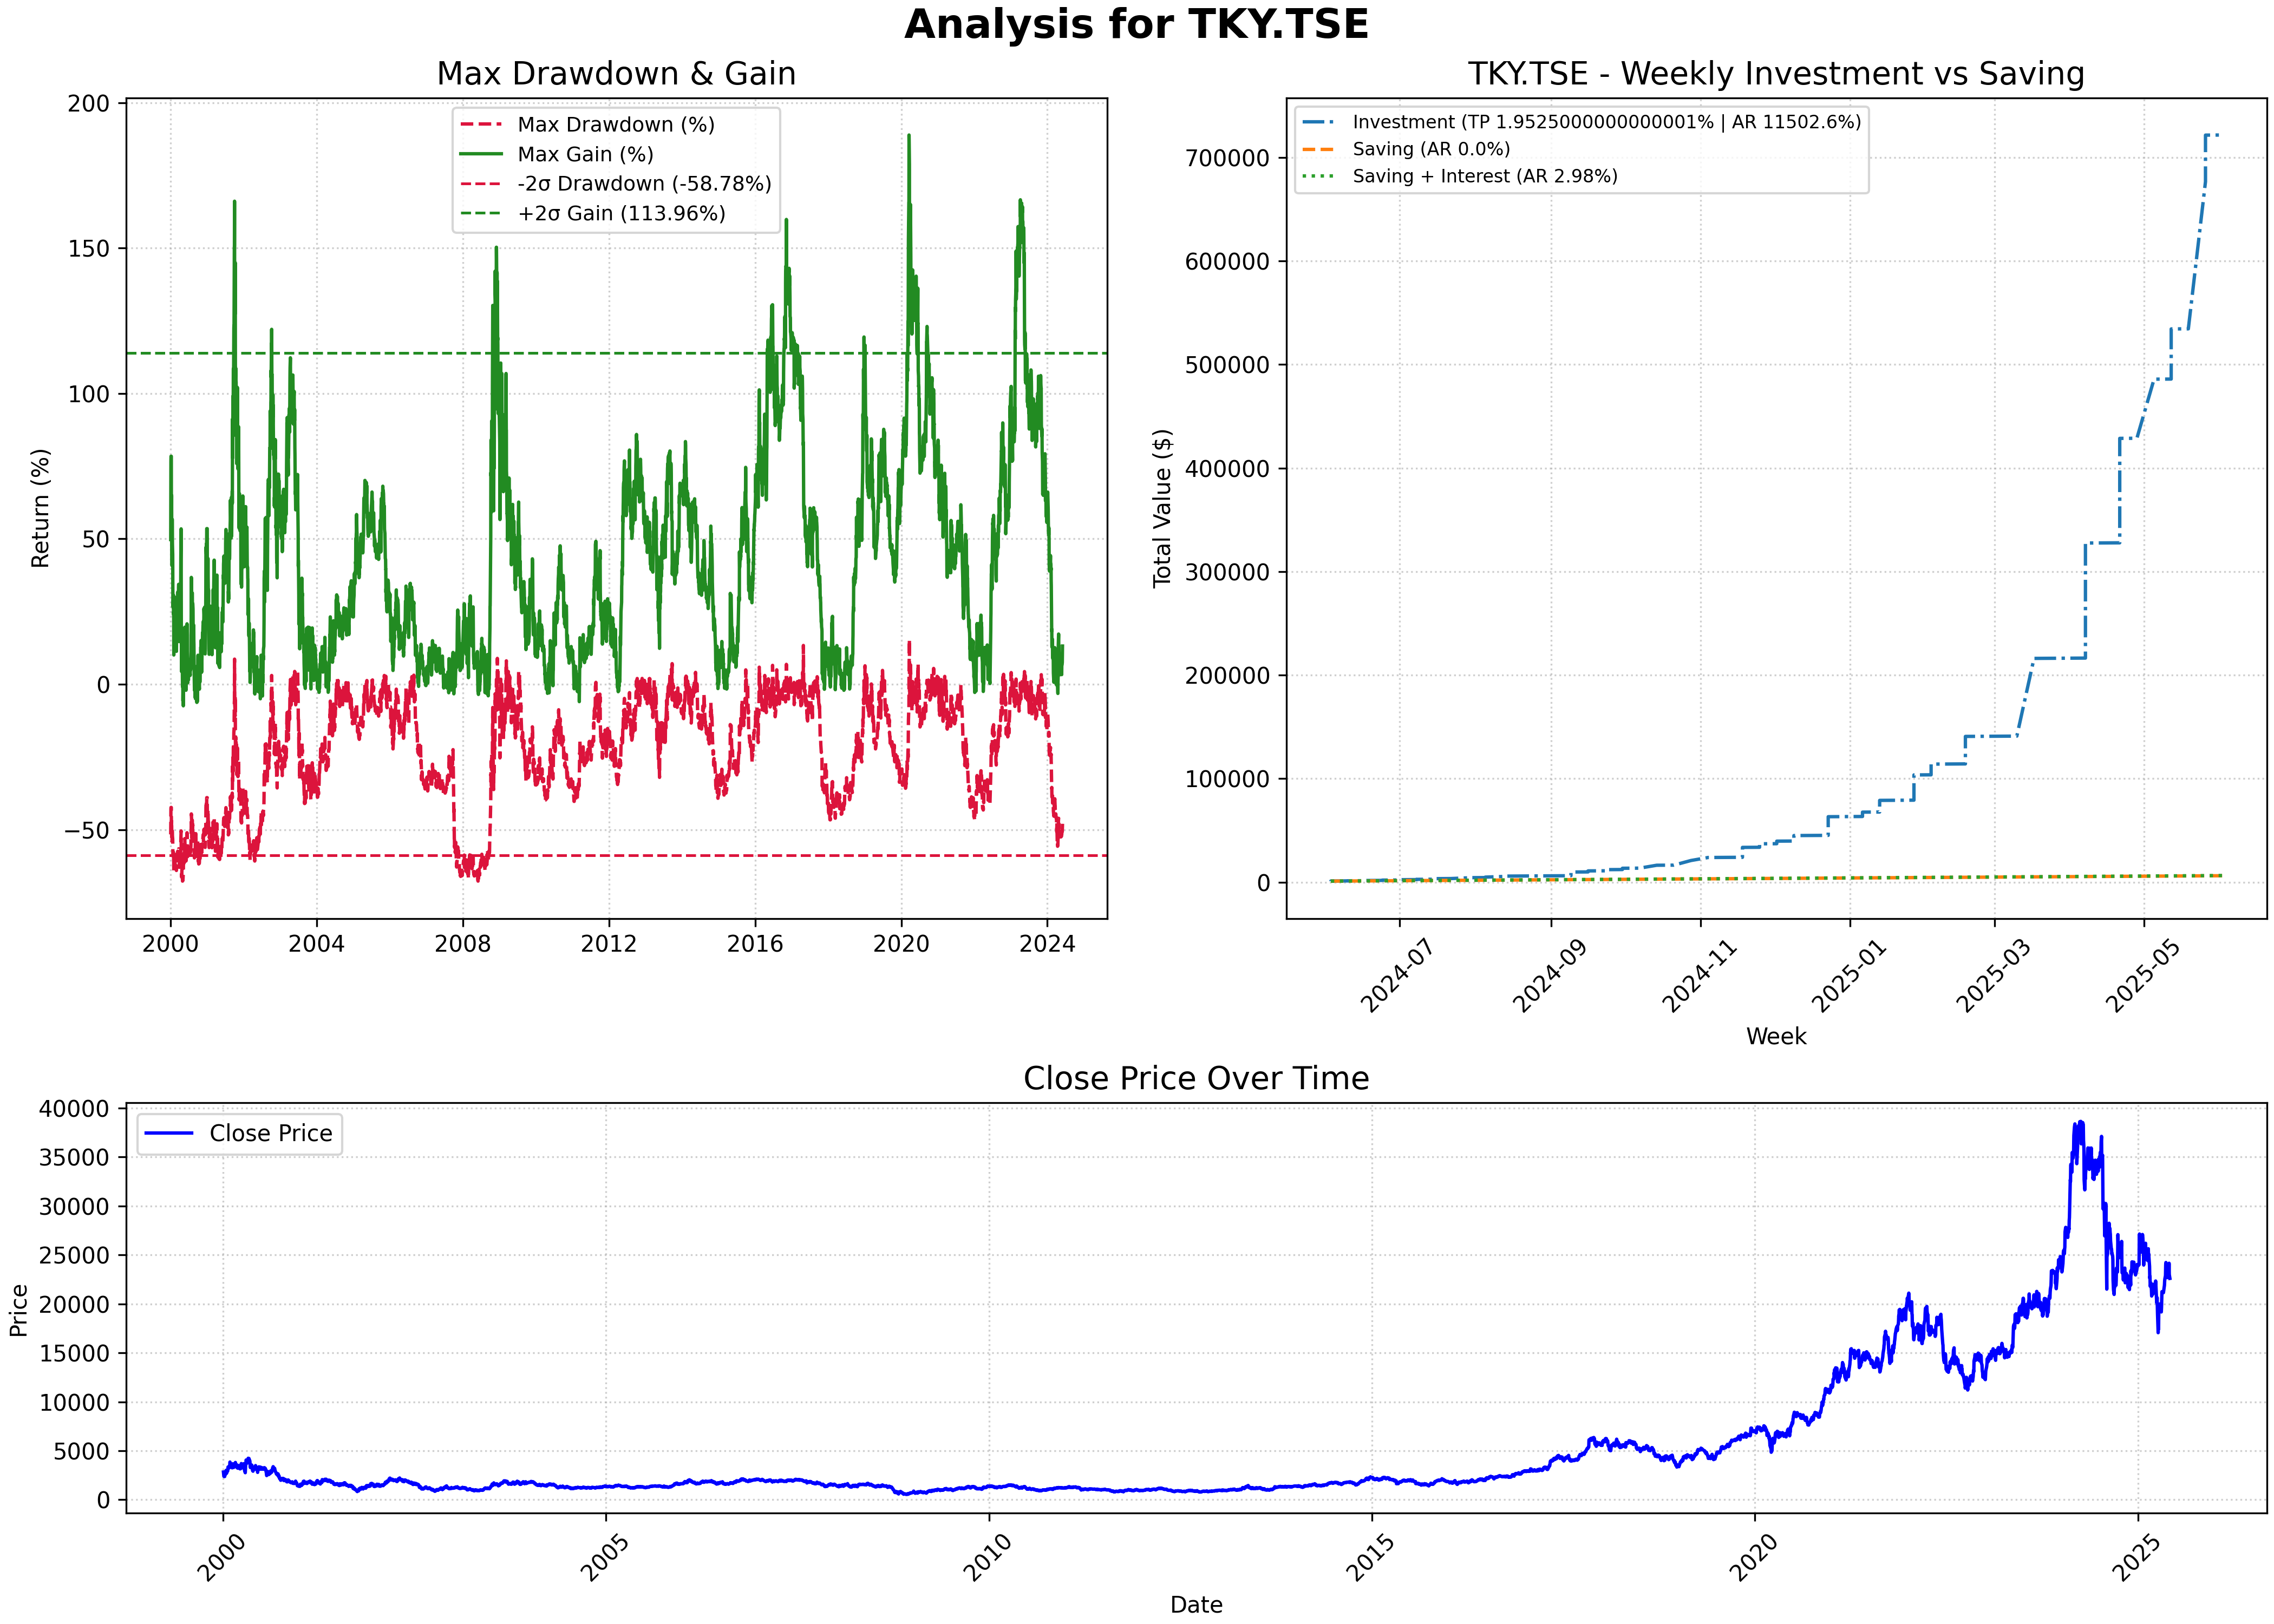 Analysis for TKY.TSE
Max Drawdown & Gain
Return (%)
200
150
100
50
0
−50
Max Drawdown (%)
Max Gain (%)
-2σ Drawdown (-58.78%)
+2σ Gain (113.96%)
2000 2004 2008 2012 2016 2020 2024
TKY.TSE - Weekly Investment vs Saving
Total Value ($)
700000
600000
500000
400000
300000
200000
100000
0
Investment (TP 1.9525000000000001% | AR 11502.6%)
Saving (AR 0.0%)
Saving + Interest (AR 2.98%)
2024-07 2024-09 2024-11 2025-01 2025-03 2025-05
Week
Close Price Over Time
Price
40000
35000
30000
25000
20000
15000
10000
5000
0
Close Price
2000 2005 2010 2015 2020 2025
Date